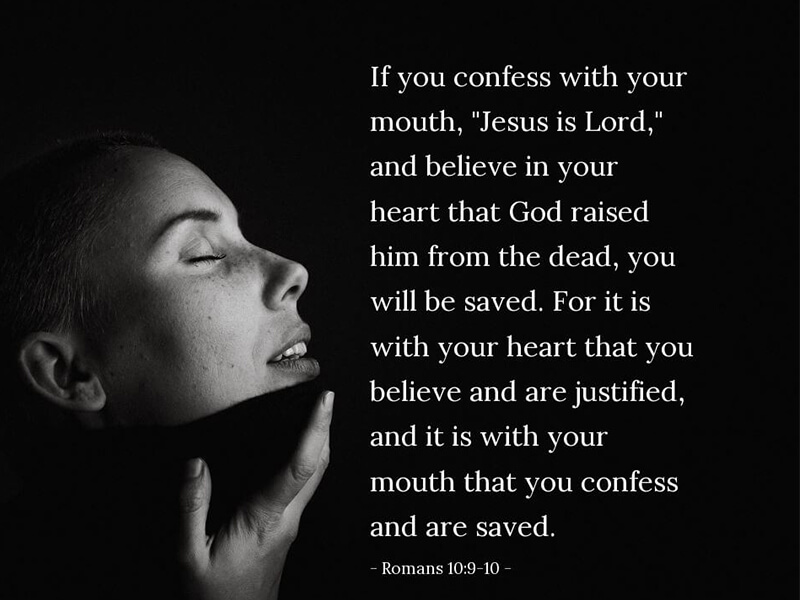 If you confess with your
mouth, "Jesus is Lord,"
and believe in your
heart that God raised
him from the dead, you
will be saved. For it is
with your heart that you
believe and are justified,
and it is with your
mouth that you confess
and are saved.
- Romans 10:9-10 -